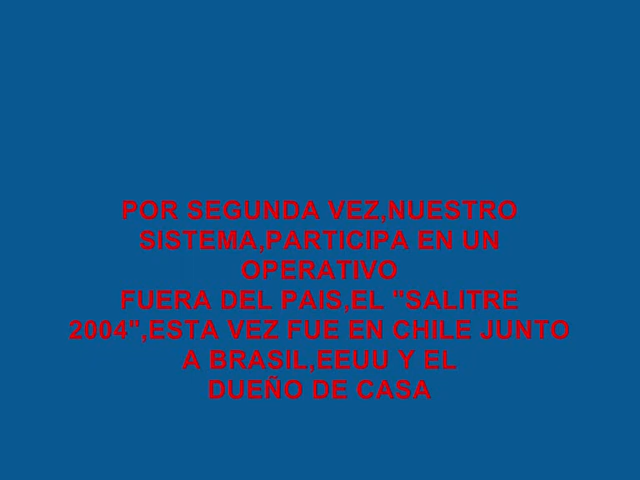 POR SEGUNDA VEZ,NUESTRO
SISTEMA,PARTICIPA EN UN
OPERATIVO
FUERA DEL PAIS,EL "SALITRE
2004",ESTA VEZ FUE EN CHILE JUNTO
A BRASIL,EEUU Y EL
DUEÑO DE CASA